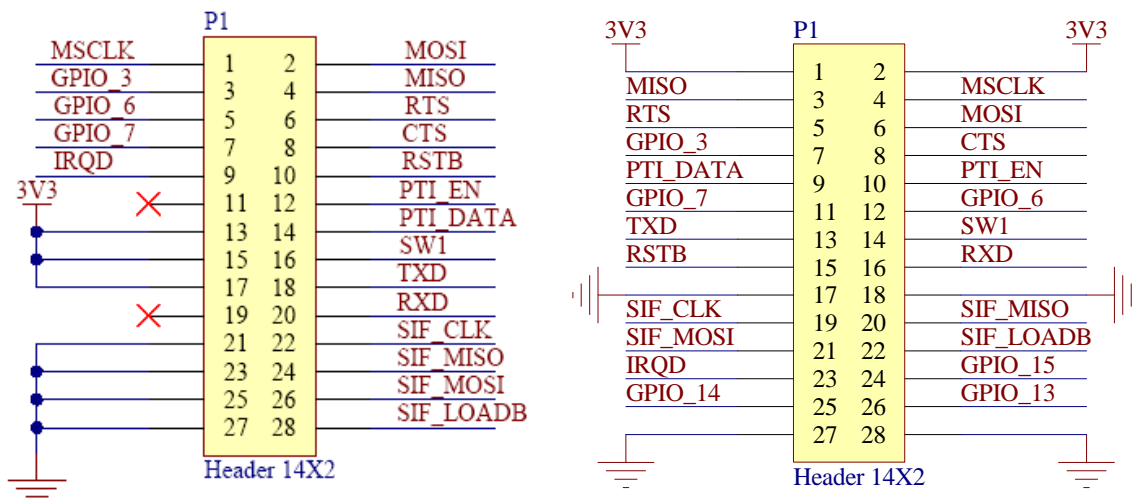 P1
MSCLK 1 2 MOSI
GPIO_3 3 4 MISO
GPIO_6 5 6 RTS
GPIO_7 7 8 CTS
IRQD 9 10 RSTB
3V3 11 12 PTI_EN
13 14 PTI_DATA
15 16 SW1
17 18 TXD
19 20 RXD
21 22 SIF_CLK
23 24 SIF_MISO
25 26 SIF_MOSI
27 28 SIF_LOADB
Header 14X2
3V3 P1 3V3
1 2
MISO 3 4 MSCLK
RTS 5 6 MOSI
GPIO_3 7 8 CTS
PTI_DATA 9 10 PTI_EN
GPIO_7 11 12 GPIO_6
TXD 13 14 SW1
RSTB 15 16 RXD
17 18
SIF_CLK 19 20 SIF_MISO
SIF_MOSI 21 22 SIF_LOADB
IRQD 23 24 GPIO_15
GPIO_14 25 26 GPIO_13
27 28
Header 14X2